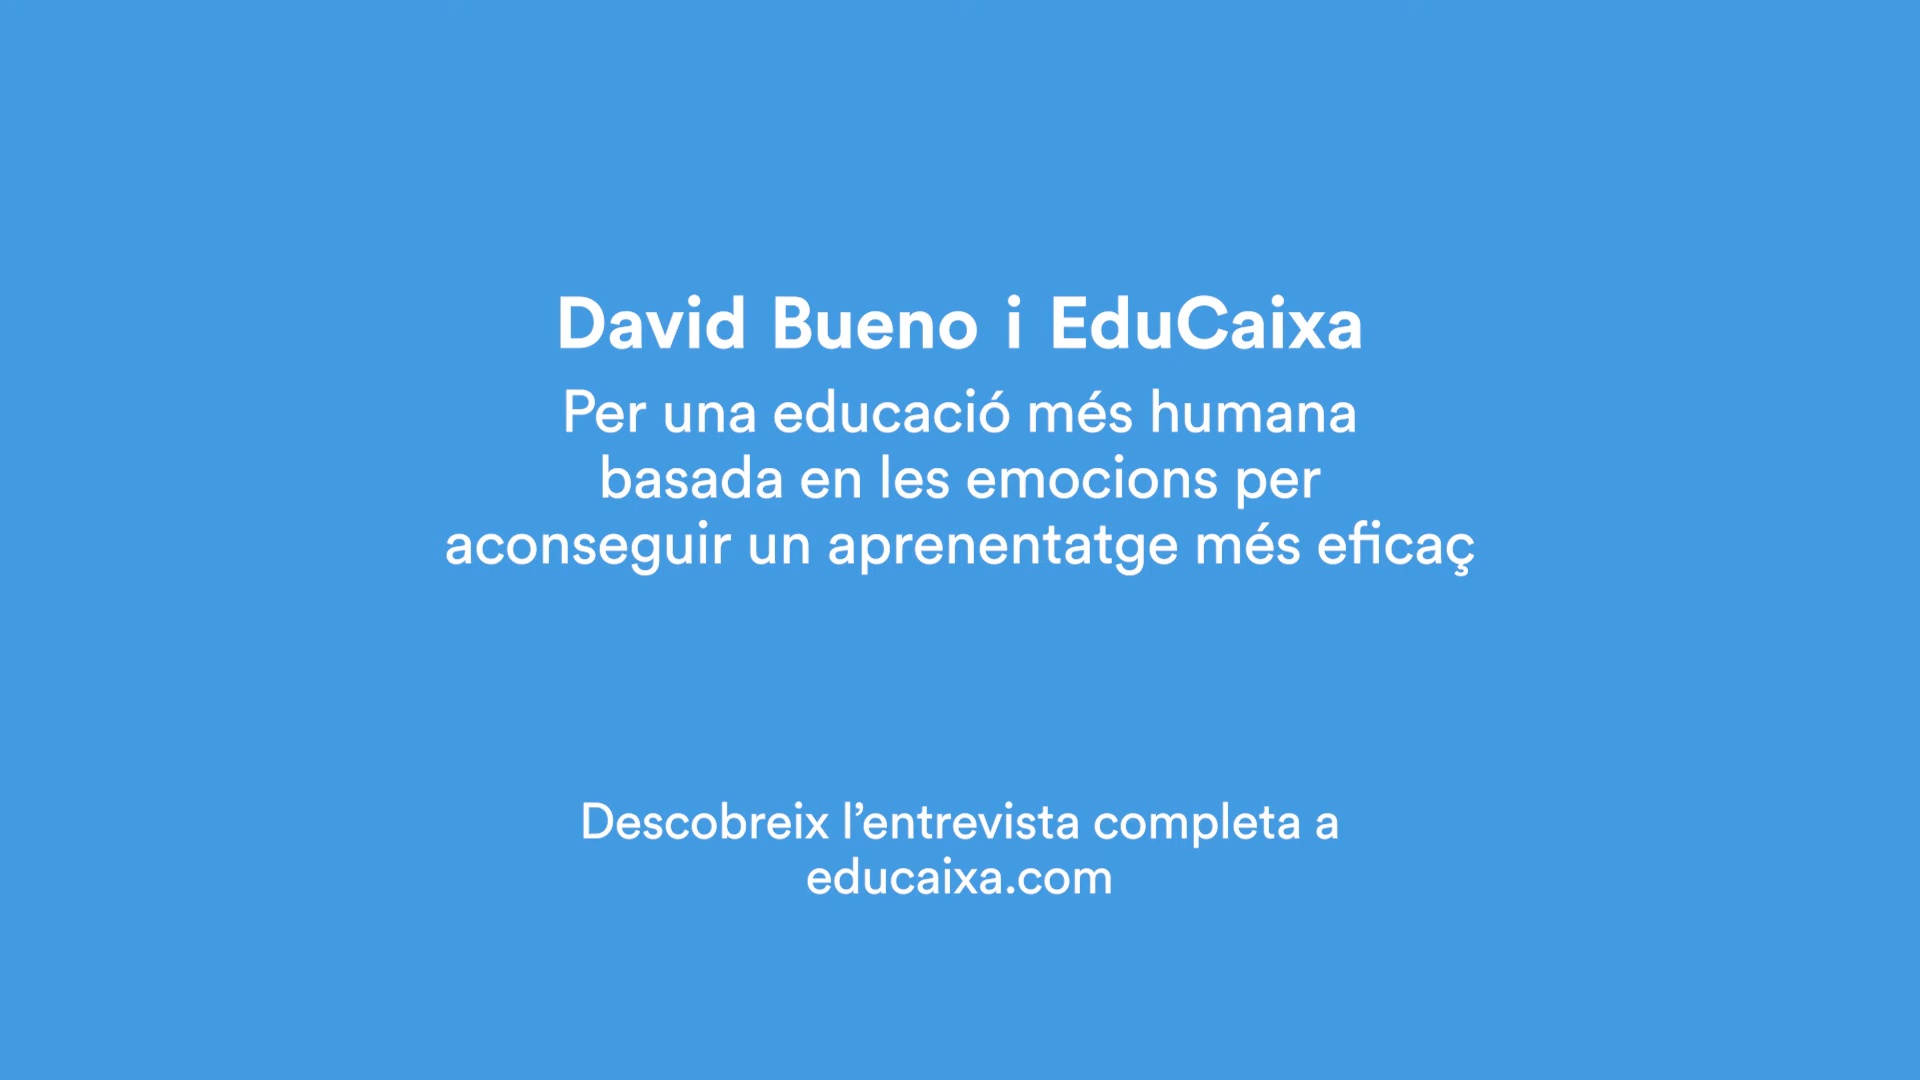 David Bueno i EduCaixa
Per una educació més humana
basada en les emocions per
aconseguir un aprenentatge més eficaç
Descobreix l’entrevista completa a
educaixa.com